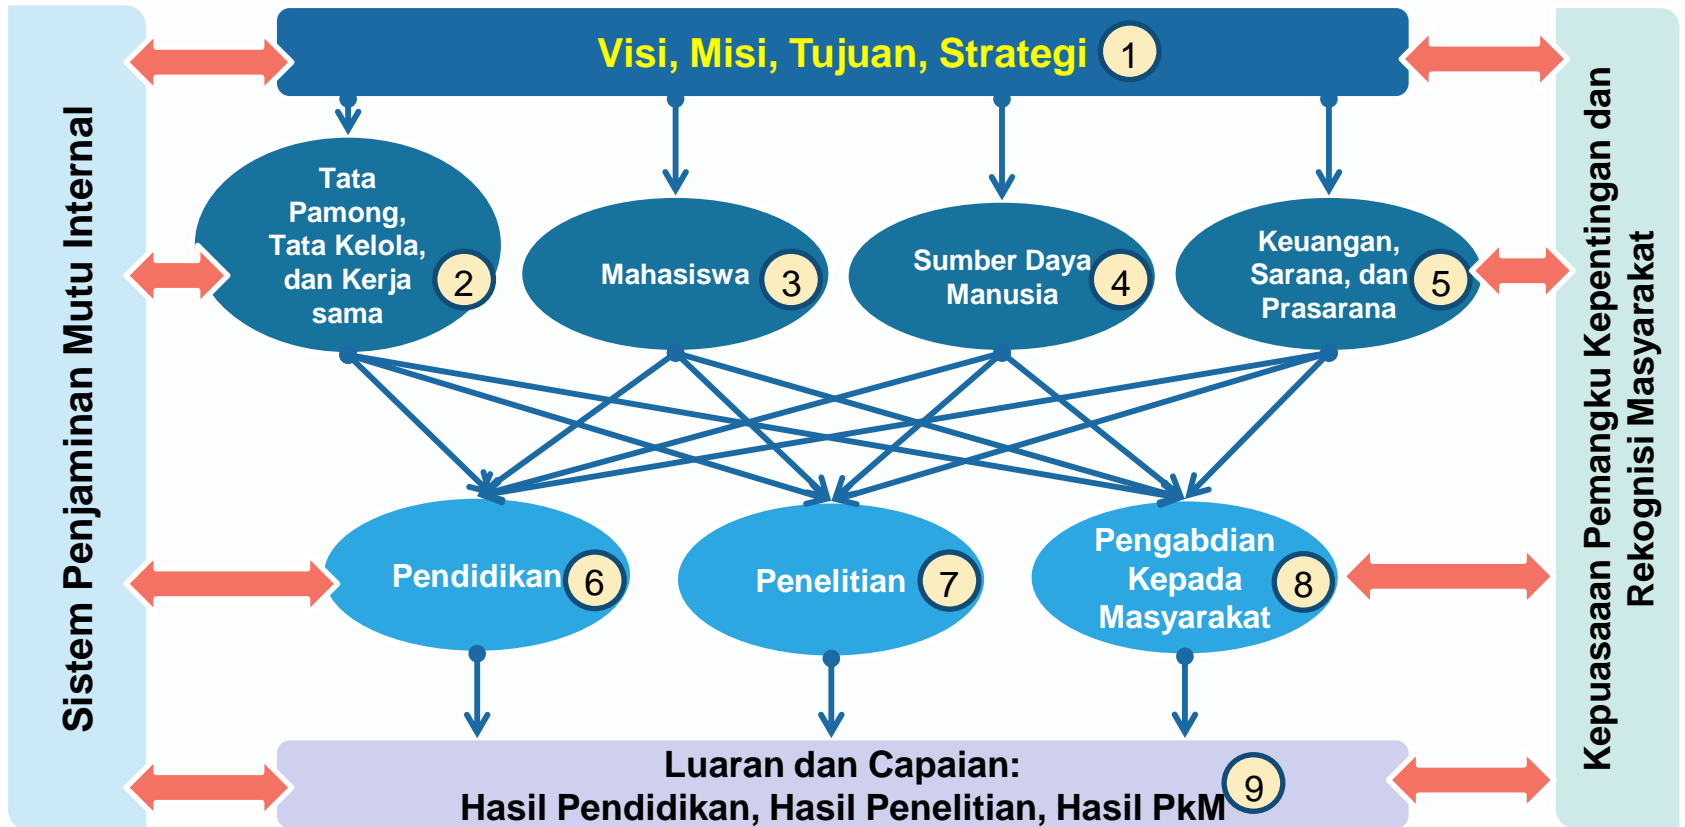 Visi, Misi, Tujuan, Strategi 1
Sistem Penjaminan Mutu Internal
Tata
Pamong,
Tata Kelola,
dan Kerja
sama
2
Mahasiswa 3
Sumber Daya
Manusia
4
Keuangan,
Sarana, dan
Prasarana
5
Pendidikan 6
Penelitian 7
Pengabdian
Kepada
Masyarakat
8
Luaran dan Capaian:
Hasil Pendidikan, Hasil Penelitian, Hasil PkM
9
Kepuasaaan Pemangku Kepentingan dan
Rekognisi Masyarakat